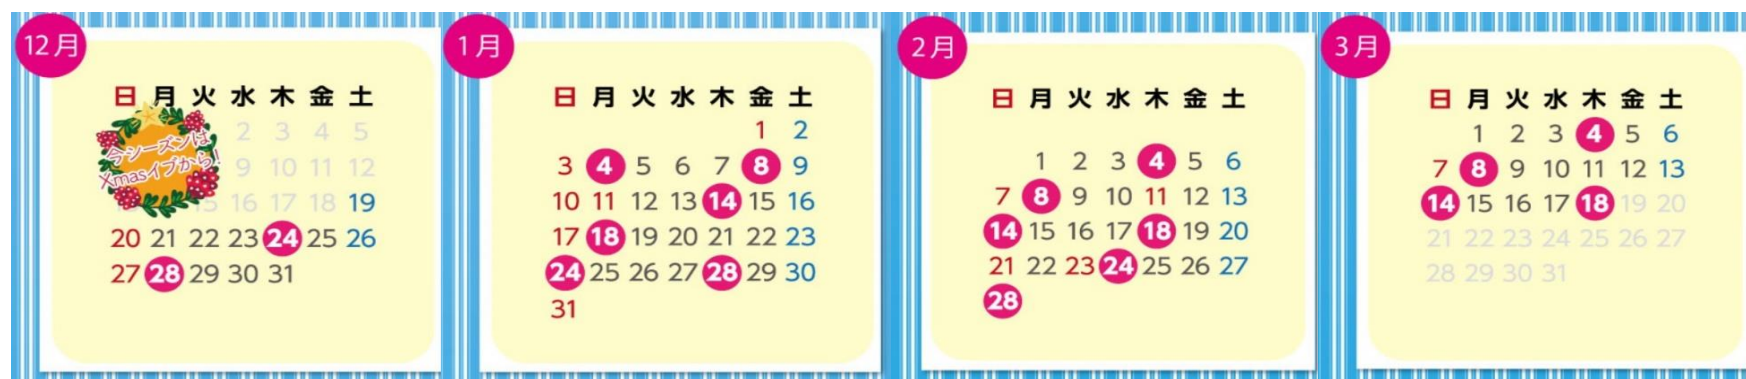 12月
日 月 火 水 木 金 土
今シーズンは
Xmasイブから!
2 3 4 5
9 10 11 12
15 16 17 18 19
20 21 22 23 24 25 26
27 28 29 30 31
1月
日 月 火 水 木 金 土
1 2
3 4 5 6 7 8 9
10 11 12 13 14 15 16
17 18 19 20 21 22 23
24 25 26 27 28 29 30
31
2月
日 月 火 水 木 金 土
1 2 3 4 5 6
7 8 9 10 11 12 13
14 15 16 17 18 19 20
21 22 23 24 25 26 27
28
3月
日 月 火 水 木 金 土
1 2 3 4 5 6
7 8 9 10 11 12 13
14 15 16 17 18 19 20
21 22 23 24 25 26 27
28 29 30 31